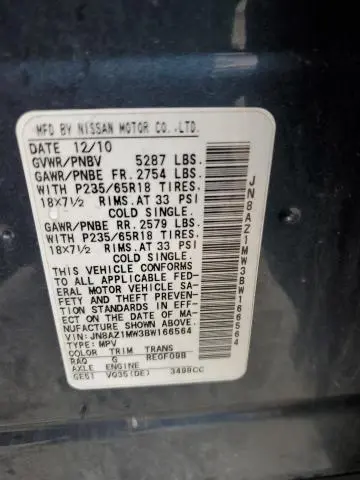 MFD BY NISSAN MOTOR CO.,LTD.
DATE 12/10
GVWR/PNBV 5287 LBS.
GAWR/PNBE FR. 2754 LBS.
WITH P235/65R18 TIRES.
18X7½ RIMS.AT 33 PSI
COLD SINGLE.
GAWR/PNBE RR. 2579 LBS.
WITH P235/65R18 TIRES.
18X7½ RIMS.AT 33 PSI
COLD SINGLE.
THIS VEHICLE CONFORMS
TO ALL APPLICABLE FED-
ERAL MOTOR VEHICLE SA-
FETY STANDARDS IN EFF-
ECT ON THE DATE OF MA-
NUFACTURE SHOWN ABOVE.
VIN:JN8AZ1MW3BW166564
TYPE: MPV
COLOR TRIM TRANS
RAQ G RE0F09B
AXLE ENGINE
GE51 VQ35(DE) 3498CC
JN8AZ1MW3BW166564